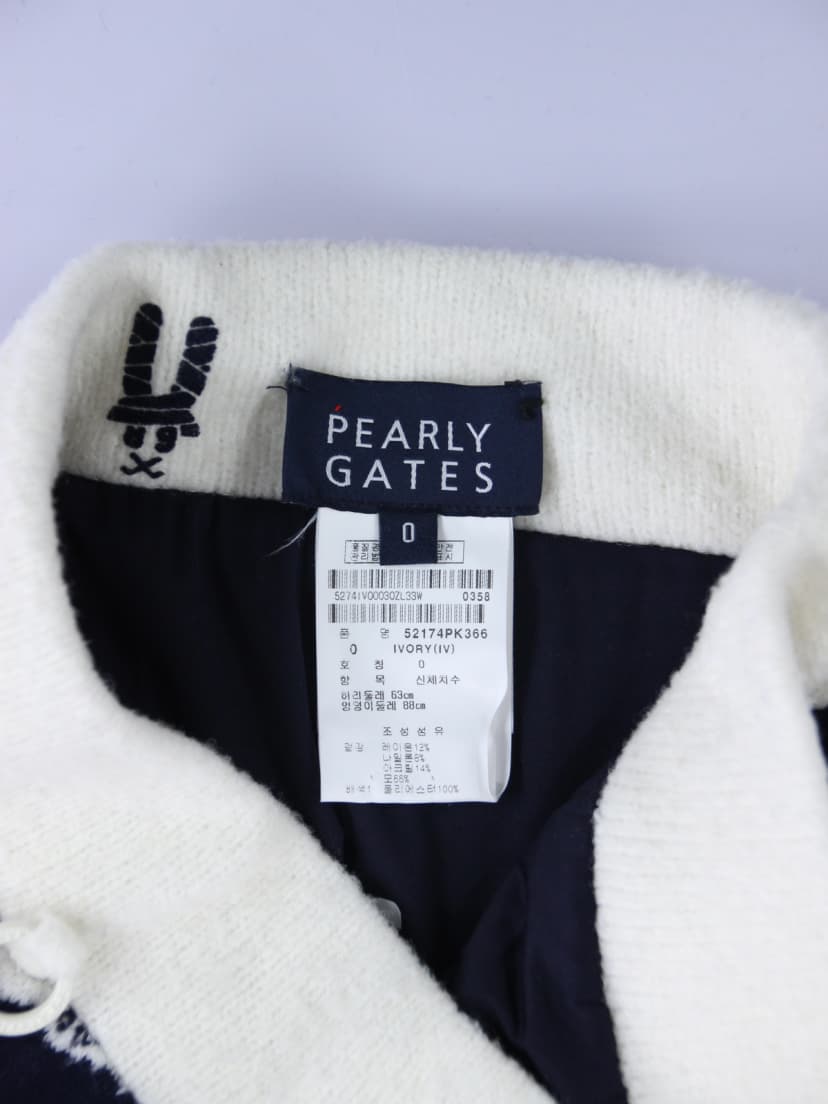 PEARLY
GATES
0
52741V00030ZL33W 0358
품 명 52174PK366
0 IVORY(IV)
호 칭 0
항 목 신체치수
허리둘레 63cm
엉덩이둘레 88cm
조 성 섬 유
겉감 레이온12%
나일론8%
아크릴14%
모66%
폴리에스터100%